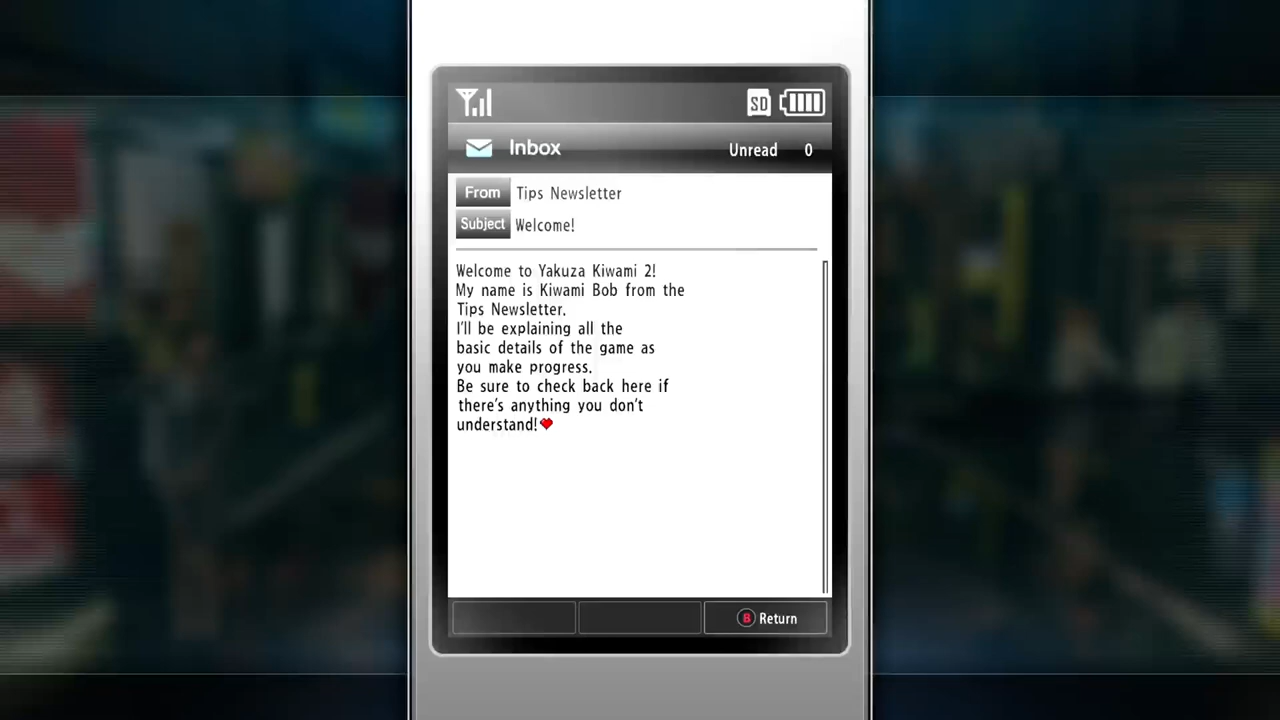 SD
Inbox Unread 0
From Tips Newsletter
Subject Welcome!
Welcome to Yakuza Kiwami 2!
My name is Kiwami Bob from the
Tips Newsletter.
I'll be explaining all the
basic details of the game as
you make progress.
Be sure to check back here if
there's anything you don't
understand!
B Return